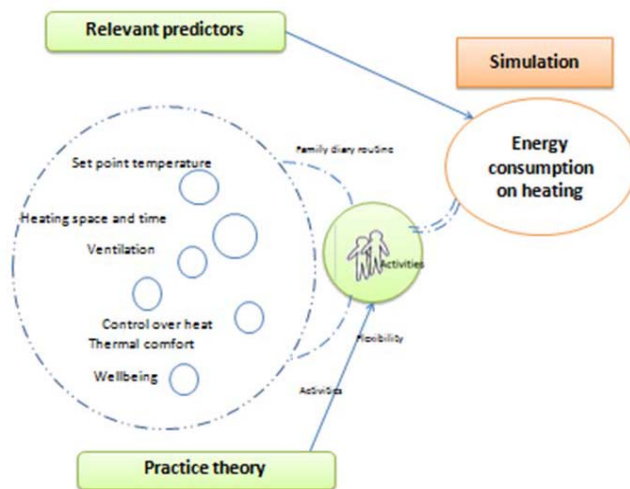 Relevant predictors
Simulation
Energy
consumption
on heating
Family diary routine
Set point temperature
Heating space and time
Ventilation
Activities
Control over heat
Thermal comfort
Flexibility
Wellbeing
Activities
Practice theory